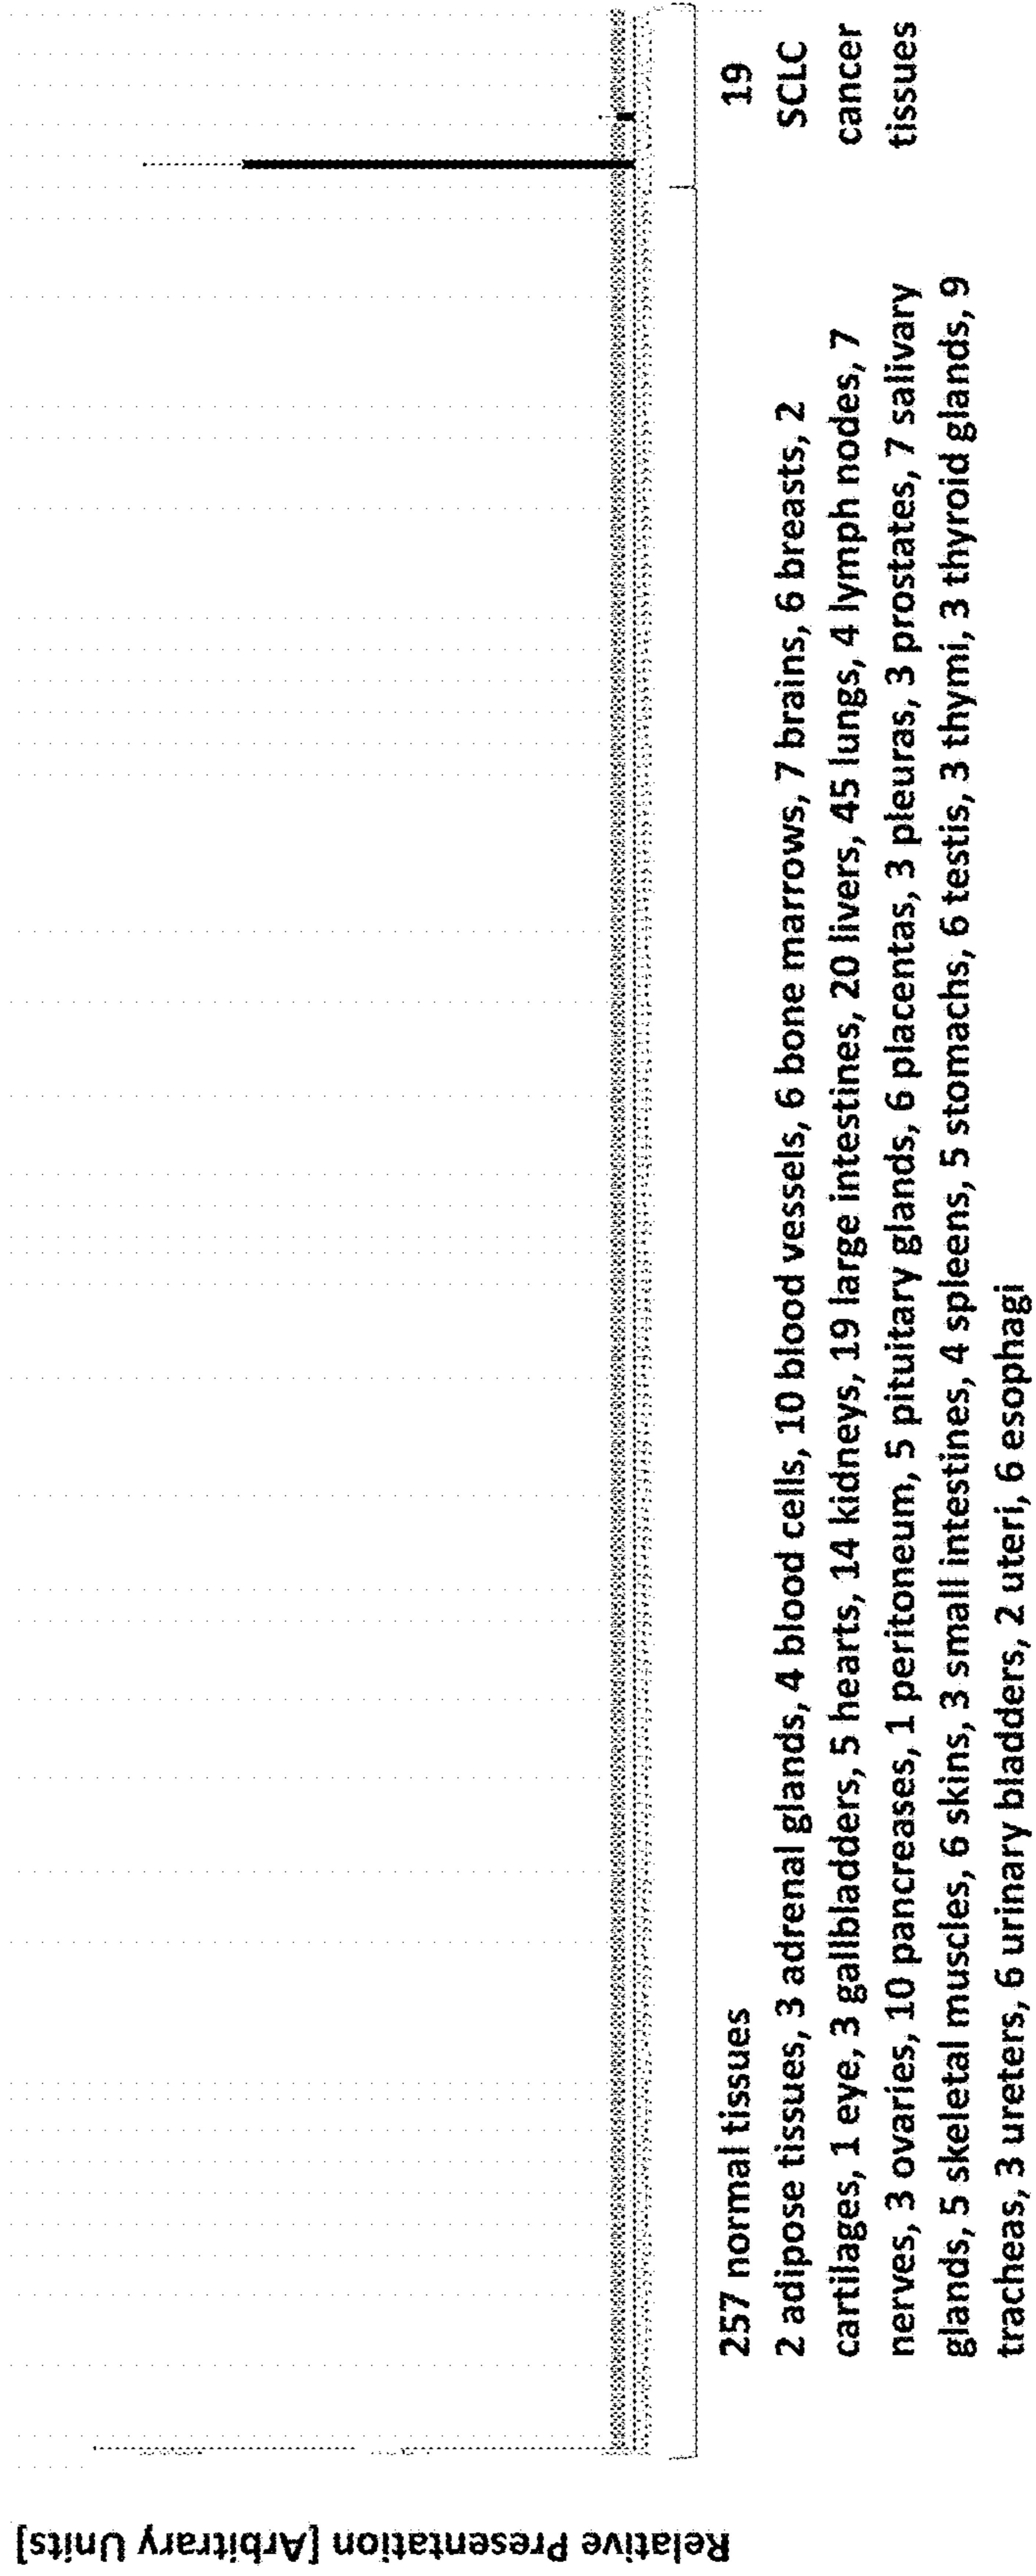 Relative Presentation [Arbitrary Units]
257 normal tissues
2 adipose tissues, 3 adrenal glands, 4 blood cells, 10 blood vessels, 6 bone marrows, 7 brains, 6 breasts, 2
cartilages, 1 eye, 3 gallbladders, 5 hearts, 14 kidneys, 19 large intestines, 20 livers, 45 lungs, 4 lymph nodes, 7
nerves, 3 ovaries, 10 pancreases, 1 peritoneum, 5 pituitary glands, 6 placentas, 3 pleuras, 3 prostates, 7 salivary
glands, 5 skeletal muscles, 6 skins, 3 small intestines, 4 spleens, 5 stomachs, 6 testis, 3 thymi, 3 thyroid glands, 9
tracheas, 3 ureters, 6 urinary bladders, 2 uteri, 6 esophagi
19
SCLC
cancer
tissues